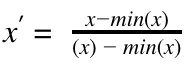 x′ = x−min(x) / (x) − min(x)